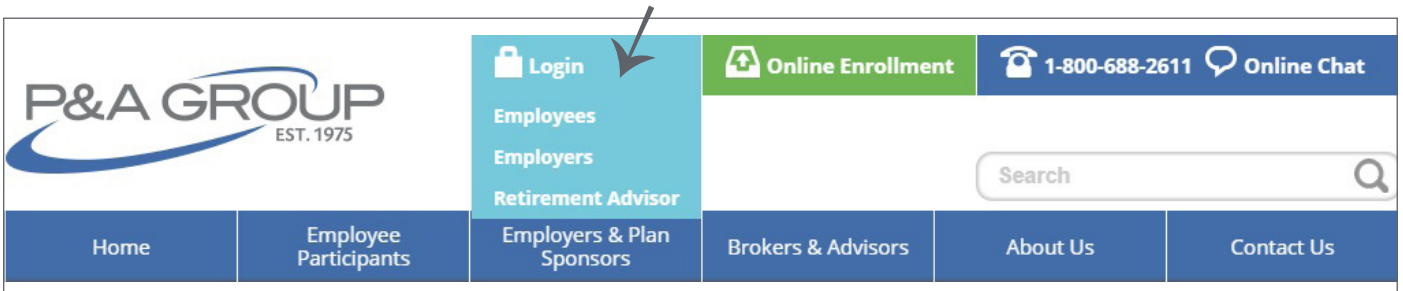 P&A GROUP
EST. 1975
Login
Employees
Employers
Retirement Advisor
Online Enrollment
1-800-688-2611 Online Chat
Search
Home
Employee
Participants
Employers & Plan
Sponsors
Brokers & Advisors
About Us
Contact Us